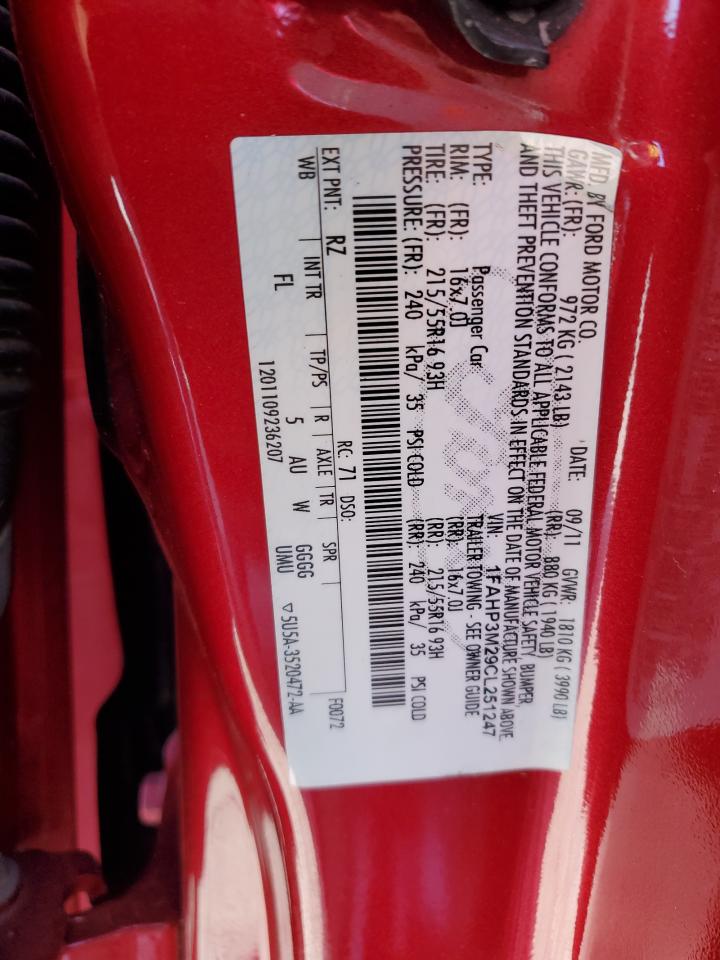 MFD. BY FORD MOTOR CO. DATE: 09/11 GVWR: 1810 KG ( 3990 LB)
GAWR: (FR): 972 KG ( 2143 LB) (RR): 880 KG ( 1940 LB)
THIS VEHICLE CONFORMS TO ALL APPLICABLE FEDERAL MOTOR VEHICLE SAFETY, BUMPER,
AND THEFT PREVENTION STANDARDS IN EFFECT ON THE DATE OF MANUFACTURE SHOWN ABOVE.
VIN: 1FAHP3M29CL251247
TYPE: Passenger Car TRAILER TOWING - SEE OWNER GUIDE
RIM: (FR): 16x7.0J (RR): 16x7.0J
TIRE: (FR): 215/55R16 93H (RR): 215/55R16 93H
PRESSURE: (FR): 240 kPa/ 35 PSI COLD (RR): 240 kPa/ 35 PSI COLD
EXT PNT: RZ RC: 71 DSO: F0072
WB INT TR TP/PS R AXLE TR SPR
FL 5 AU W GGGG ▽5U5A-3520472-AA
1201109236207 UMU